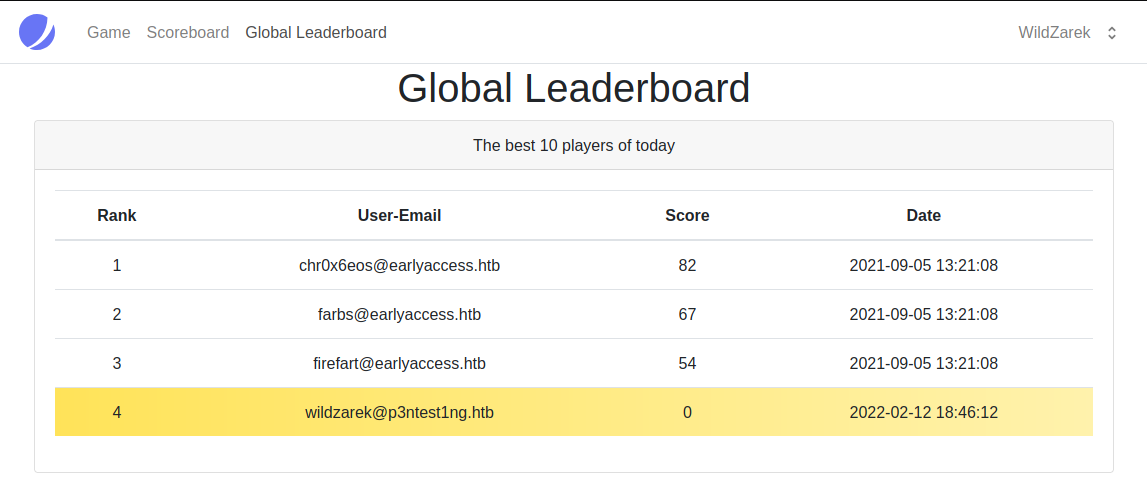 Game Scoreboard Global Leaderboard WildZarek
Global Leaderboard
The best 10 players of today
Rank User-Email Score Date
1 chr0x6eos@earlyaccess.htb 82 2021-09-05 13:21:08
2 farbs@earlyaccess.htb 67 2021-09-05 13:21:08
3 firefart@earlyaccess.htb 54 2021-09-05 13:21:08
4 wildzarek@p3ntest1ng.htb 0 2022-02-12 18:46:12